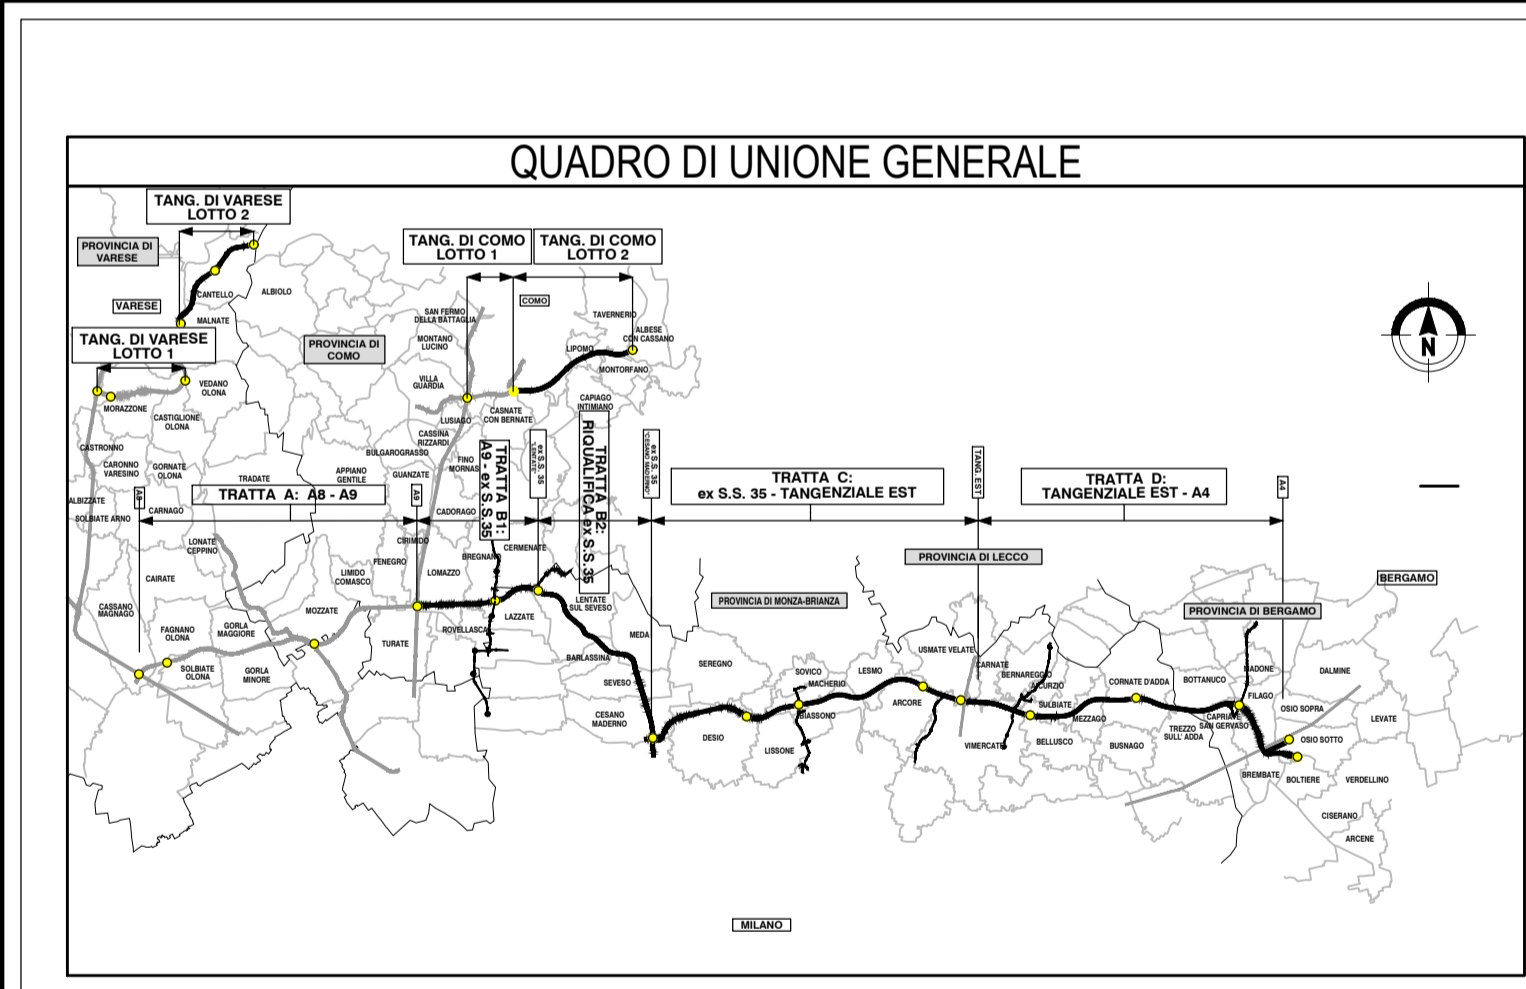 QUADRO DI UNIONE GENERALE
TANG. DI VARESE
LOTTO 2
PROVINCIA DI
VARESE
CANTELLO
ALBIOLO
VARESE
MALNATE
TANG. DI VARESE
LOTTO 1
PROVINCIA DI
COMO
VEDANO
OLONA
MORAZZONE
CASTIGLIONE
OLONA
TANG. DI COMO
LOTTO 1
TANG. DI COMO
LOTTO 2
COMO
SAN FERMO
DELLA BATTAGLIA
TAVERNERIO
ALBESE
CON CASSANO
MONTANO
LUCINO
LIPOMO
MONTORFANO
VILLA
GUARDIA
CAPIAGO
INTIMIANO
CASNATE
CON BERNATE
LUSIAGO
CASSINA
RIZZARDI
BULGAROGRASSO
N
CASTRONNO
CARONNO
VARESINO
GORNATE
OLONA
TRADATE
APPIANO
GENTILE
GUANZATE
FINO
MORNAS
TRATTA B1:
A9 - ex S.S.35
ex S.S. 35
"LENTATE"
TRATTA B2:
RIQUALIFICA ex S.S.35
ex S.S. 35
"CESANO MADERNO"
TRATTA C:
ex S.S. 35 - TANGENZIALE EST
TANG. EST
TRATTA D:
TANGENZIALE EST - A4
A4
A8
TRATTA A: A8 - A9
A9
ALBIZZATE
SOLBIATE ARNO
CARNAGO
CADORAGO
LONATE
CEPPINO
CIRIMIDO
CERMENATE
BREGNANO
FENEGRO
LOMAZZO
LIMIDO
COMASCO
CAIRATE
PROVINCIA DI LECCO
BERGAMO
CASSANO
MAGNAGO
MOZZATE
LAZZATE
LENTATE
SUL SEVESO
PROVINCIA DI MONZA-BRIANZA
PROVINCIA DI BERGAMO
FAGNANO
OLONA
GORLA
MAGGIORE
TURATE
ROVELLASCA
MEDA
BARLASSINA
SEREGNO
USMATE VELATE
CARNATE
SOLBIATE
OLONA
GORLA
MINORE
SEVESO
SOVICO
MACHERIO
LESMO
BERNAREGGIO
AICURZIO
CORNATE D'ADDA
BOTTANUCO
MADONE
DALMINE
CESANO
MADERNO
BIASSONO
ARCORE
SULBIATE
MEZZAGO
FILAGO
CAPRIATE
SAN GERVASO
OSIO SOPRA
LEVATE
DESIO
LISSONE
VIMERCATE
BELLUSCO
BUSNAGO
TREZZO
SULL' ADDA
OSIO SOTTO
BREMBATE
BOLTIERE
VERDELLINO
CISERANO
ARCENE
MILANO